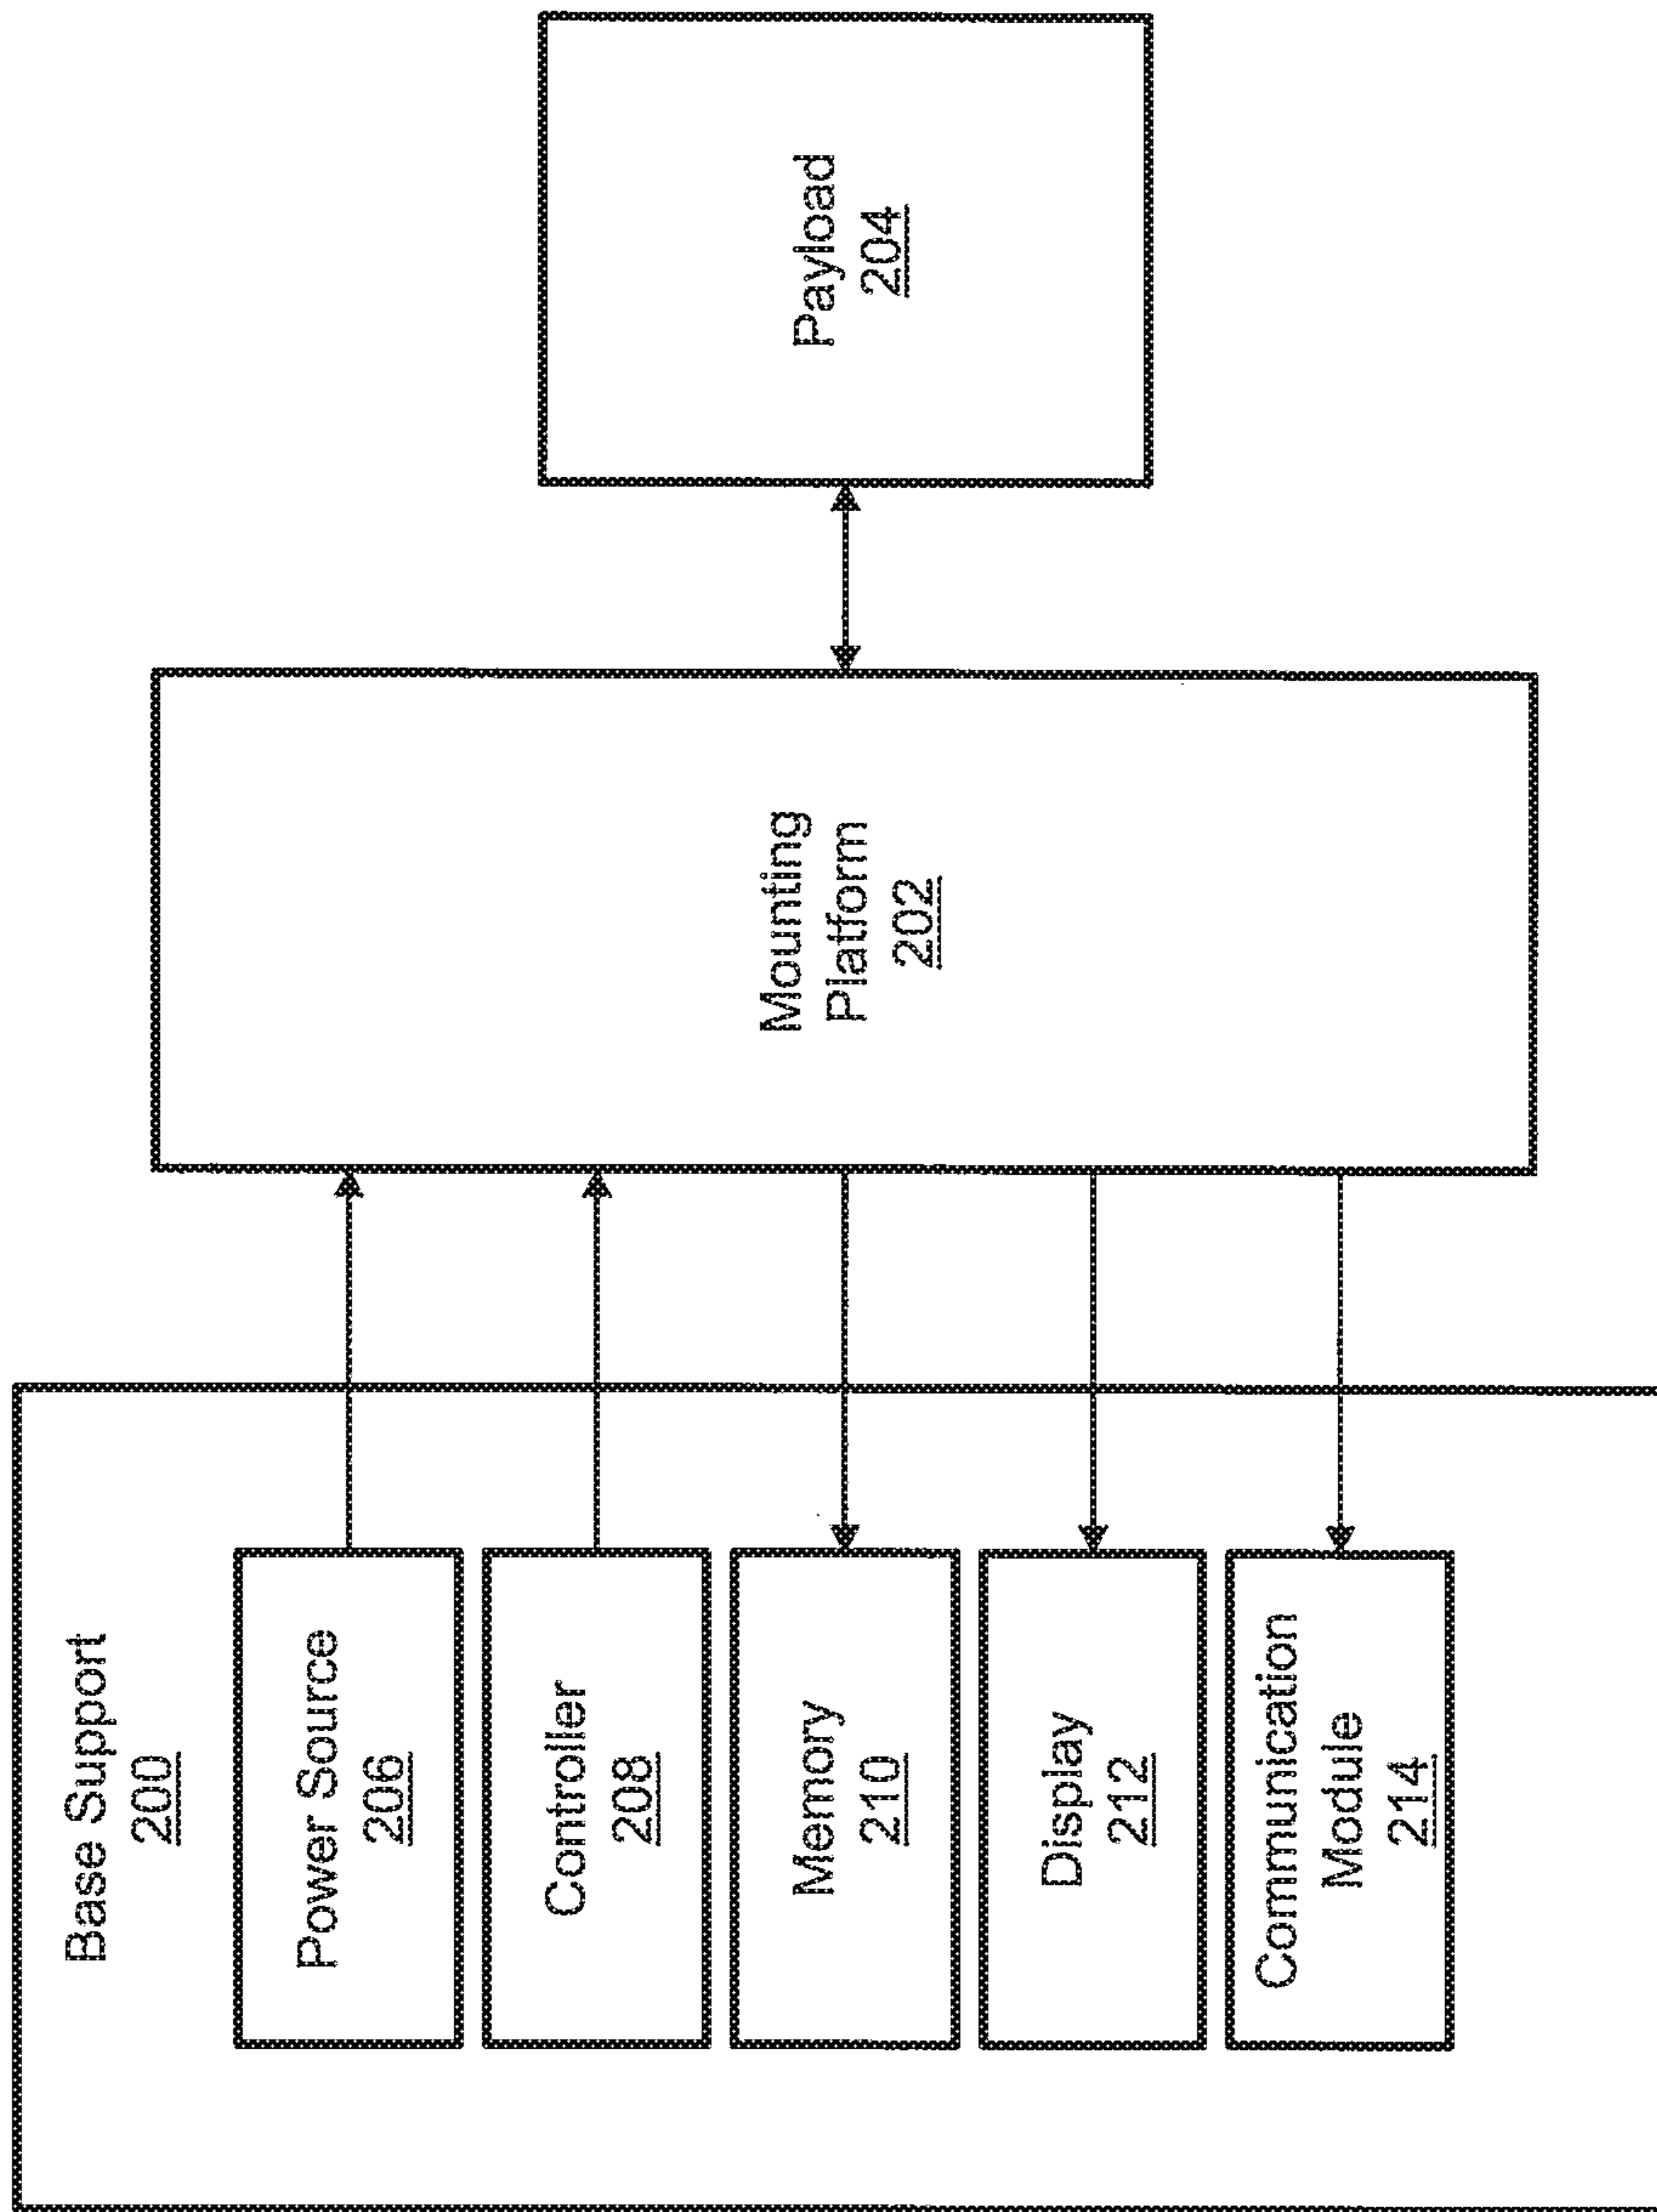 Base Support
200
Power Source
206
Controller
208
Memory
210
Display
212
Communication
Module
214
Mounting
Platform
202
Payload
204